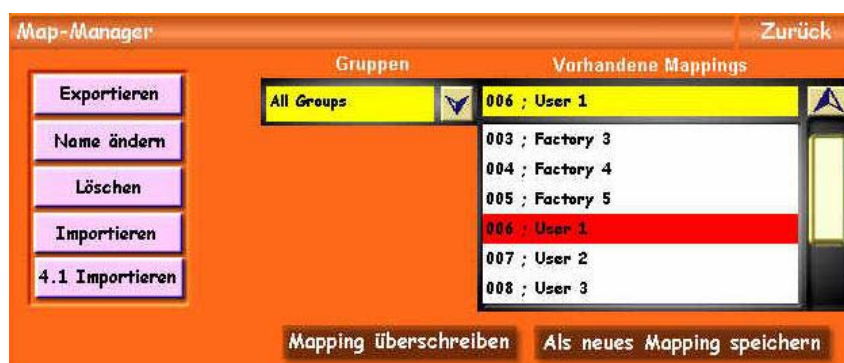 Map-Manager
Zurück
Gruppen
Vorhandene Mappings
Exportieren
Name ändern
Löschen
Importieren
4.1 Importieren
All Groups
006 ; User 1
003 ; Factory 3
004 ; Factory 4
005 ; Factory 5
006 ; User 1
007 ; User 2
008 ; User 3
Mapping überschreiben
Als neues Mapping speichern